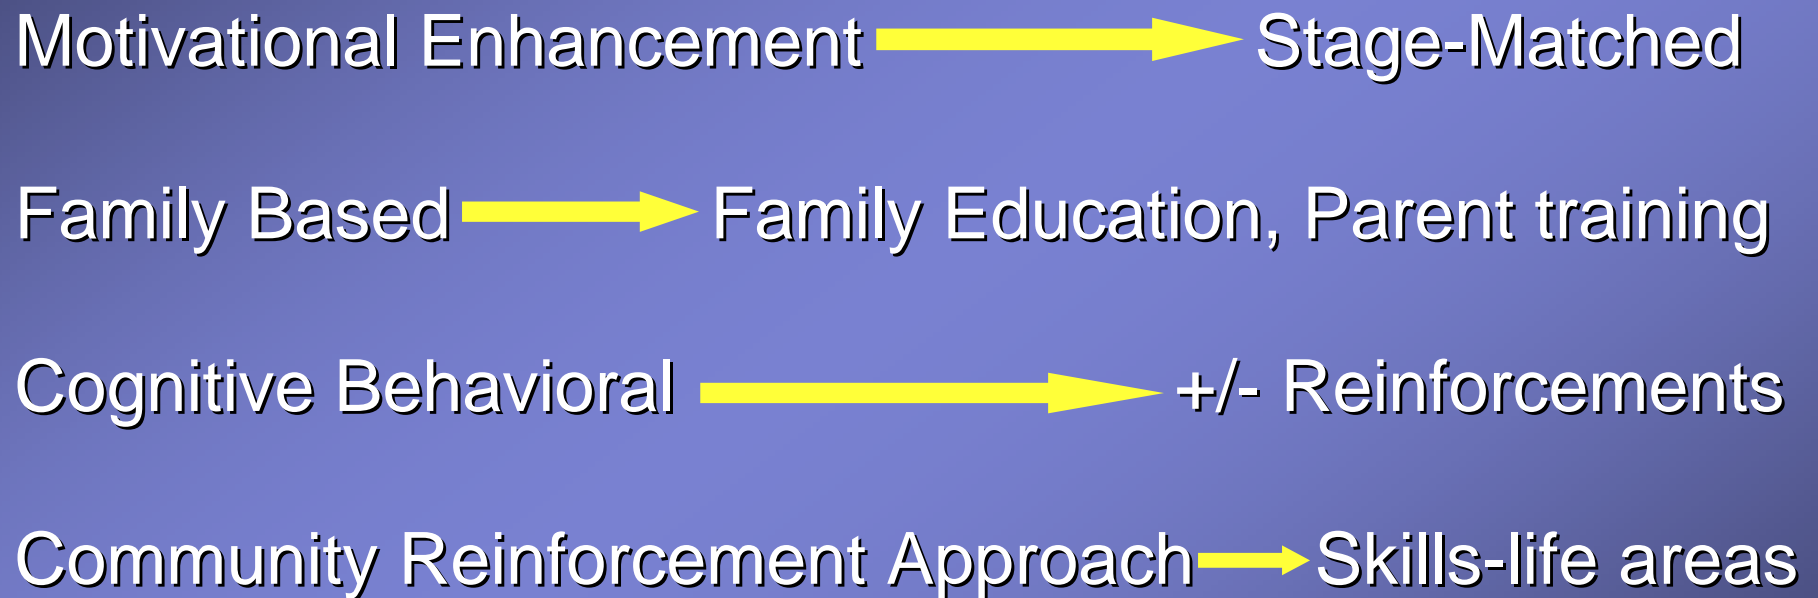 Motivational Enhancement Stage-Matched
Family Based Family Education, Parent training
Cognitive Behavioral +/- Reinforcements
Community Reinforcement Approach Skills-life areas